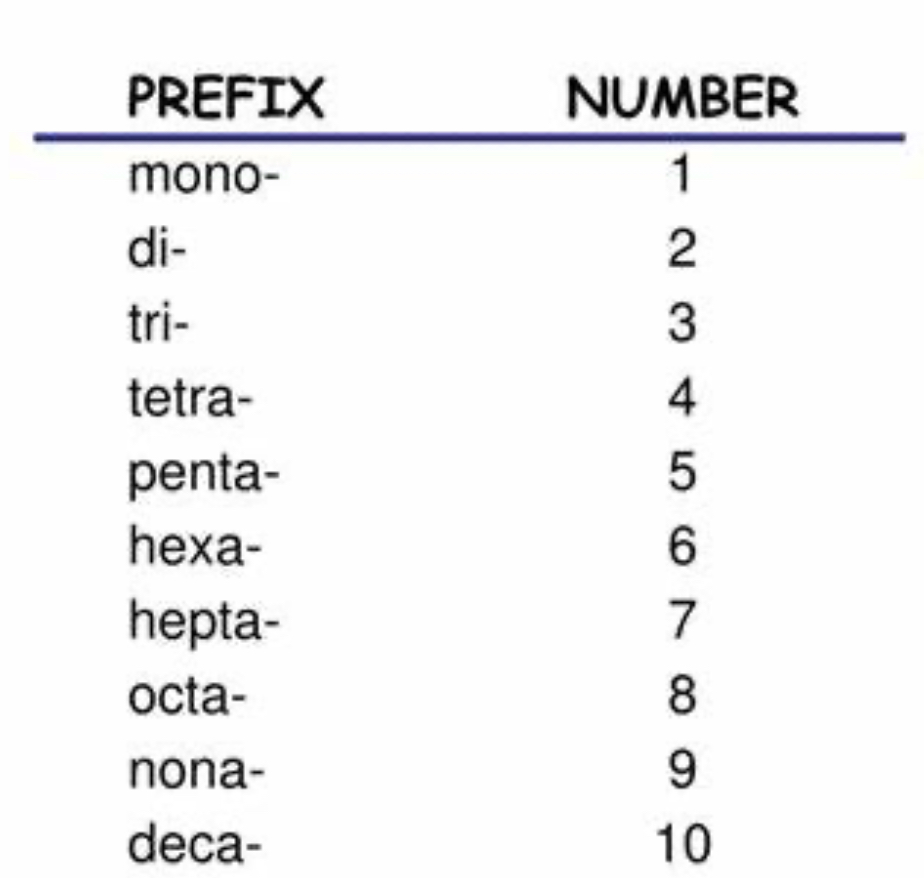 PREFIX NUMBER
mono- 1
di- 2
tri- 3
tetra- 4
penta- 5
hexa- 6
hepta- 7
octa- 8
nona- 9
deca- 10